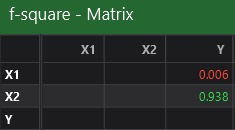 f-square - Matrix
X1 X2 Y
X1 0.006
X2 0.938
Y